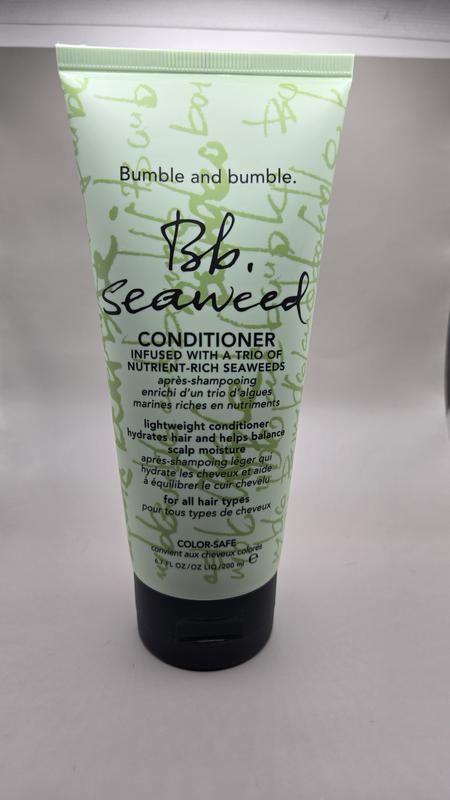 Bumble and bumble.
Bb.
seaweed
CONDITIONER
INFUSED WITH A TRIO OF
NUTRIENT-RICH SEAWEEDS
après-shampooing
enrichi d'un trio d'algues
marines riches en nutriments
lightweight conditioner
hydrates hair and helps balance
scalp moisture
après-shampoing léger qui
hydrate les cheveux et aide
à équilibrer le cuir chevelu
for all hair types
pour tous types de cheveux
COLOR-SAFE
convient aux cheveux colorés
6.7 FL OZ/OZ LIQ/200 ml e